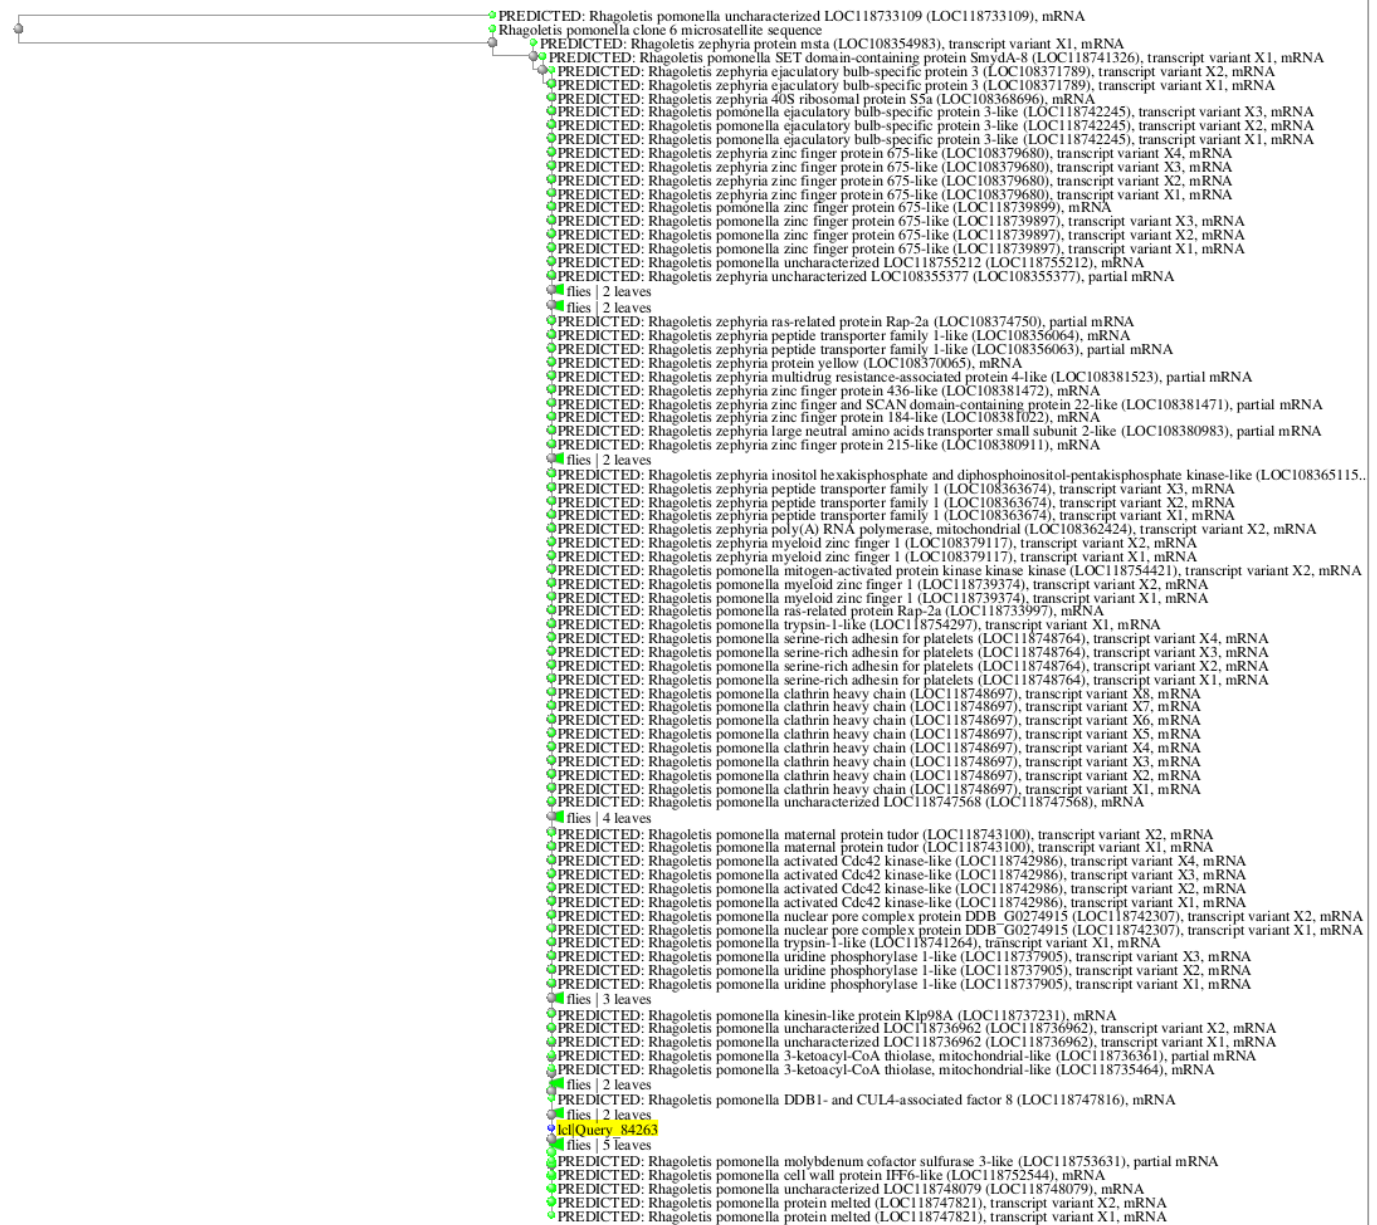 PREDICTED: Rhagoletis pomonella uncharacterized LOC118733109 (LOC118733109), mRNA
Rhagoletis pomonella clone 6 microsatellite sequence
PREDICTED: Rhagoletis zephyria protein msta (LOC108354983), transcript variant X1, mRNA
PREDICTED: Rhagoletis pomonella SET domain-containing protein SmydA-8 (LOC118741326), transcript variant X1, mRNA
PREDICTED: Rhagoletis zephyria ejaculatory bulb-specific protein 3 (LOC108371789), transcript variant X2, mRNA
PREDICTED: Rhagoletis zephyria ejaculatory bulb-specific protein 3 (LOC108371789), transcript variant X1, mRNA
PREDICTED: Rhagoletis zephyria 40S ribosomal protein S5a (LOC108368696), mRNA
PREDICTED: Rhagoletis pomonella ejaculatory bulb-specific protein 3-like (LOC118742245), transcript variant X3, mRNA
PREDICTED: Rhagoletis pomonella ejaculatory bulb-specific protein 3-like (LOC118742245), transcript variant X2, mRNA
PREDICTED: Rhagoletis pomonella ejaculatory bulb-specific protein 3-like (LOC118742245), transcript variant X1, mRNA
PREDICTED: Rhagoletis zephyria zinc finger protein 675-like (LOC108379680), transcript variant X4, mRNA
PREDICTED: Rhagoletis zephyria zinc finger protein 675-like (LOC108379680), transcript variant X3, mRNA
PREDICTED: Rhagoletis zephyria zinc finger protein 675-like (LOC108379680), transcript variant X2, mRNA
PREDICTED: Rhagoletis zephyria zinc finger protein 675-like (LOC108379680), transcript variant X1, mRNA
PREDICTED: Rhagoletis pomonella zinc finger protein 675-like (LOC118739899), mRNA
PREDICTED: Rhagoletis pomonella zinc finger protein 675-like (LOC118739897), transcript variant X3, mRNA
PREDICTED: Rhagoletis pomonella zinc finger protein 675-like (LOC118739897), transcript variant X2, mRNA
PREDICTED: Rhagoletis pomonella zinc finger protein 675-like (LOC118739897), transcript variant X1, mRNA
PREDICTED: Rhagoletis pomonella uncharacterized LOC118755212 (LOC118755212), mRNA
PREDICTED: Rhagoletis zephyria uncharacterized LOC108355377 (LOC108355377), partial mRNA
flies | 2 leaves
flies | 2 leaves
PREDICTED: Rhagoletis zephyria ras-related protein Rap-2a (LOC108374750), partial mRNA
PREDICTED: Rhagoletis zephyria peptide transporter family 1-like (LOC108356064), mRNA
PREDICTED: Rhagoletis zephyria peptide transporter family 1-like (LOC108356063), partial mRNA
PREDICTED: Rhagoletis zephyria protein yellow (LOC108370065), mRNA
PREDICTED: Rhagoletis zephyria multidrug resistance-associated protein 4-like (LOC108381523), partial mRNA
PREDICTED: Rhagoletis zephyria zinc finger protein 436-like (LOC108381472), mRNA
PREDICTED: Rhagoletis zephyria zinc finger and SCAN domain-containing protein 22-like (LOC108381471), partial mRNA
PREDICTED: Rhagoletis zephyria zinc finger protein 184-like (LOC108381022), mRNA
PREDICTED: Rhagoletis zephyria large neutral amino acids transporter small subunit 2-like (LOC108380983), partial mRNA
PREDICTED: Rhagoletis zephyria zinc finger protein 215-like (LOC108380911), mRNA
flies | 2 leaves
PREDICTED: Rhagoletis zephyria inositol hexakisphosphate and diphosphoinositol-pentakisphosphate kinase-like (LOC108365115...
PREDICTED: Rhagoletis zephyria peptide transporter family 1 (LOC108363674), transcript variant X3, mRNA
PREDICTED: Rhagoletis zephyria peptide transporter family 1 (LOC108363674), transcript variant X2, mRNA
PREDICTED: Rhagoletis zephyria peptide transporter family 1 (LOC108363674), transcript variant X1, mRNA
PREDICTED: Rhagoletis zephyria poly(A) RNA polymerase, mitochondrial (LOC108362424), transcript variant X2, mRNA
PREDICTED: Rhagoletis zephyria myeloid zinc finger 1 (LOC108379117), transcript variant X2, mRNA
PREDICTED: Rhagoletis zephyria myeloid zinc finger 1 (LOC108379117), transcript variant X1, mRNA
PREDICTED: Rhagoletis pomonella mitogen-activated protein kinase kinase kinase (LOC118754421), transcript variant X2, mRNA
PREDICTED: Rhagoletis pomonella myeloid zinc finger 1 (LOC118739374), transcript variant X2, mRNA
PREDICTED: Rhagoletis pomonella myeloid zinc finger 1 (LOC118739374), transcript variant X1, mRNA
PREDICTED: Rhagoletis pomonella ras-related protein Rap-2a (LOC118733997), mRNA
PREDICTED: Rhagoletis pomonella trypsin-1-like (LOC118754297), transcript variant X1, mRNA
PREDICTED: Rhagoletis pomonella serine-rich adhesin for platelets (LOC118748764), transcript variant X4, mRNA
PREDICTED: Rhagoletis pomonella serine-rich adhesin for platelets (LOC118748764), transcript variant X3, mRNA
PREDICTED: Rhagoletis pomonella serine-rich adhesin for platelets (LOC118748764), transcript variant X2, mRNA
PREDICTED: Rhagoletis pomonella serine-rich adhesin for platelets (LOC118748764), transcript variant X1, mRNA
PREDICTED: Rhagoletis pomonella clathrin heavy chain (LOC118748697), transcript variant X8, mRNA
PREDICTED: Rhagoletis pomonella clathrin heavy chain (LOC118748697), transcript variant X7, mRNA
PREDICTED: Rhagoletis pomonella clathrin heavy chain (LOC118748697), transcript variant X6, mRNA
PREDICTED: Rhagoletis pomonella clathrin heavy chain (LOC118748697), transcript variant X5, mRNA
PREDICTED: Rhagoletis pomonella clathrin heavy chain (LOC118748697), transcript variant X4, mRNA
PREDICTED: Rhagoletis pomonella clathrin heavy chain (LOC118748697), transcript variant X3, mRNA
PREDICTED: Rhagoletis pomonella clathrin heavy chain (LOC118748697), transcript variant X2, mRNA
PREDICTED: Rhagoletis pomonella clathrin heavy chain (LOC118748697), transcript variant X1, mRNA
PREDICTED: Rhagoletis pomonella uncharacterized LOC118747568 (LOC118747568), mRNA
flies | 4 leaves
PREDICTED: Rhagoletis pomonella maternal protein tudor (LOC118743100), transcript variant X2, mRNA
PREDICTED: Rhagoletis pomonella maternal protein tudor (LOC118743100), transcript variant X1, mRNA
PREDICTED: Rhagoletis pomonella activated Cdc42 kinase-like (LOC118742986), transcript variant X4, mRNA
PREDICTED: Rhagoletis pomonella activated Cdc42 kinase-like (LOC118742986), transcript variant X3, mRNA
PREDICTED: Rhagoletis pomonella activated Cdc42 kinase-like (LOC118742986), transcript variant X2, mRNA
PREDICTED: Rhagoletis pomonella activated Cdc42 kinase-like (LOC118742986), transcript variant X1, mRNA
PREDICTED: Rhagoletis pomonella nuclear pore complex protein DDB_G0274915 (LOC118742307), transcript variant X2, mRNA
PREDICTED: Rhagoletis pomonella nuclear pore complex protein DDB_G0274915 (LOC118742307), transcript variant X1, mRNA
PREDICTED: Rhagoletis pomonella trypsin-1-like (LOC118741264), transcript variant X1, mRNA
PREDICTED: Rhagoletis pomonella uridine phosphorylase 1-like (LOC118737905), transcript variant X3, mRNA
PREDICTED: Rhagoletis pomonella uridine phosphorylase 1-like (LOC118737905), transcript variant X2, mRNA
PREDICTED: Rhagoletis pomonella uridine phosphorylase 1-like (LOC118737905), transcript variant X1, mRNA
flies | 3 leaves
PREDICTED: Rhagoletis pomonella kinesin-like protein Klp98A (LOC118737231), mRNA
PREDICTED: Rhagoletis pomonella uncharacterized LOC118736962 (LOC118736962), transcript variant X2, mRNA
PREDICTED: Rhagoletis pomonella uncharacterized LOC118736962 (LOC118736962), transcript variant X1, mRNA
PREDICTED: Rhagoletis pomonella 3-ketoacyl-CoA thiolase, mitochondrial-like (LOC118736361), partial mRNA
PREDICTED: Rhagoletis pomonella 3-ketoacyl-CoA thiolase, mitochondrial-like (LOC118735464), mRNA
flies | 2 leaves
PREDICTED: Rhagoletis pomonella DDB1- and CUL4-associated factor 8 (LOC118747816), mRNA
flies | 2 leaves
lcl|Query_84263
flies | 5 leaves
PREDICTED: Rhagoletis pomonella molybdenum cofactor sulfurase 3-like (LOC118753631), partial mRNA
PREDICTED: Rhagoletis pomonella cell wall protein IFF6-like (LOC118752544), mRNA
PREDICTED: Rhagoletis pomonella uncharacterized LOC118748079 (LOC118748079), mRNA
PREDICTED: Rhagoletis pomonella protein melted (LOC118747821), transcript variant X2, mRNA
PREDICTED: Rhagoletis pomonella protein melted (LOC118747821), transcript variant X1, mRNA